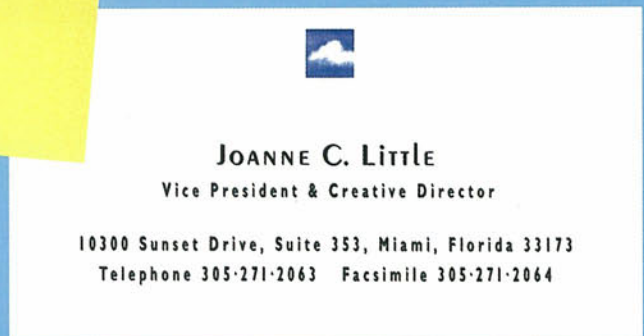 JOANNE C. LITTLE
Vice President & Creative Director
10300 Sunset Drive, Suite 353, Miami, Florida 33173
Telephone 305·271·2063 Facsimile 305·271·2064